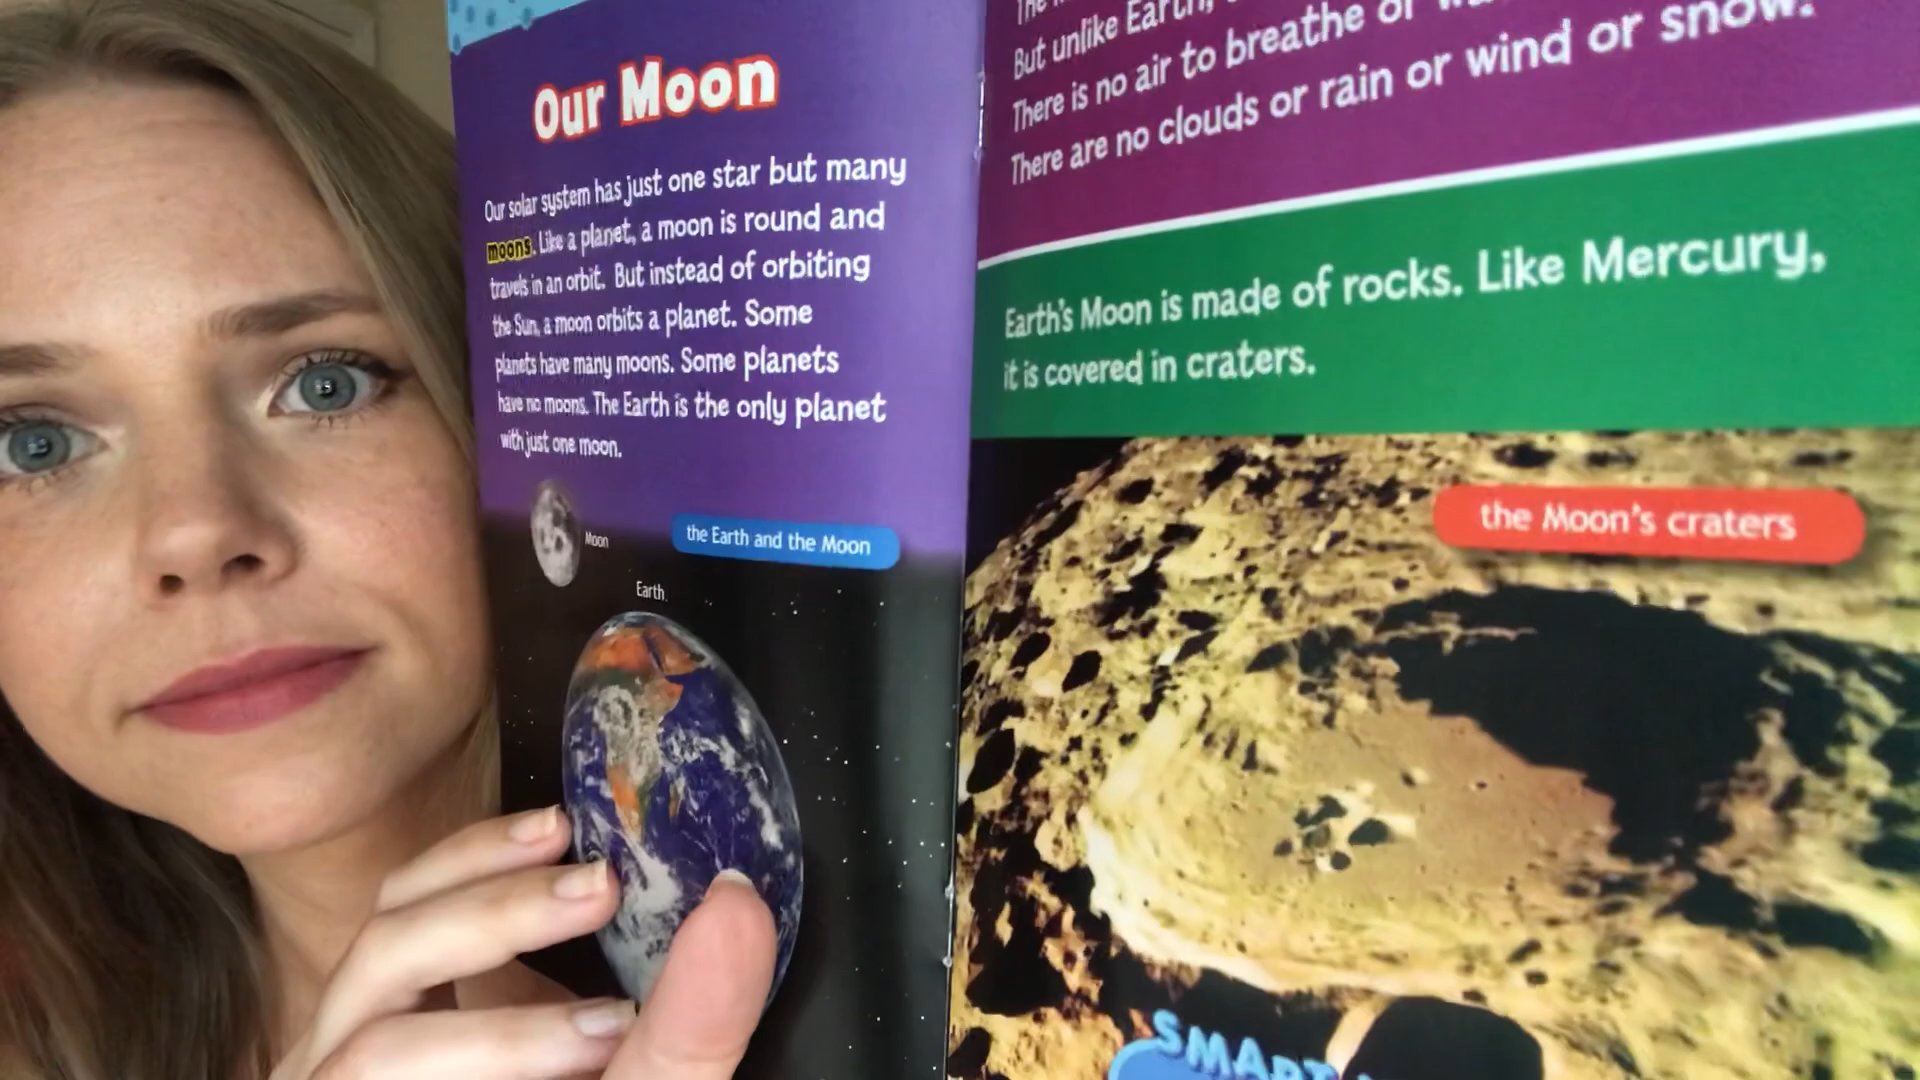 Our Moon
Our solar system has just one star but many
moons. Like a planet, a moon is round and
travels in an orbit. But instead of orbiting
the Sun, a moon orbits a planet. Some
planets have many moons. Some planets
have no moons. The Earth is the only planet
with just one moon.
Moon
the Earth and the Moon
Earth
The
But unlike Earth,
There is no air to breathe or
There are no clouds or rain or wind or snow.
Earth's Moon is made of rocks. Like Mercury,
it is covered in craters.
the Moon's craters
SMART